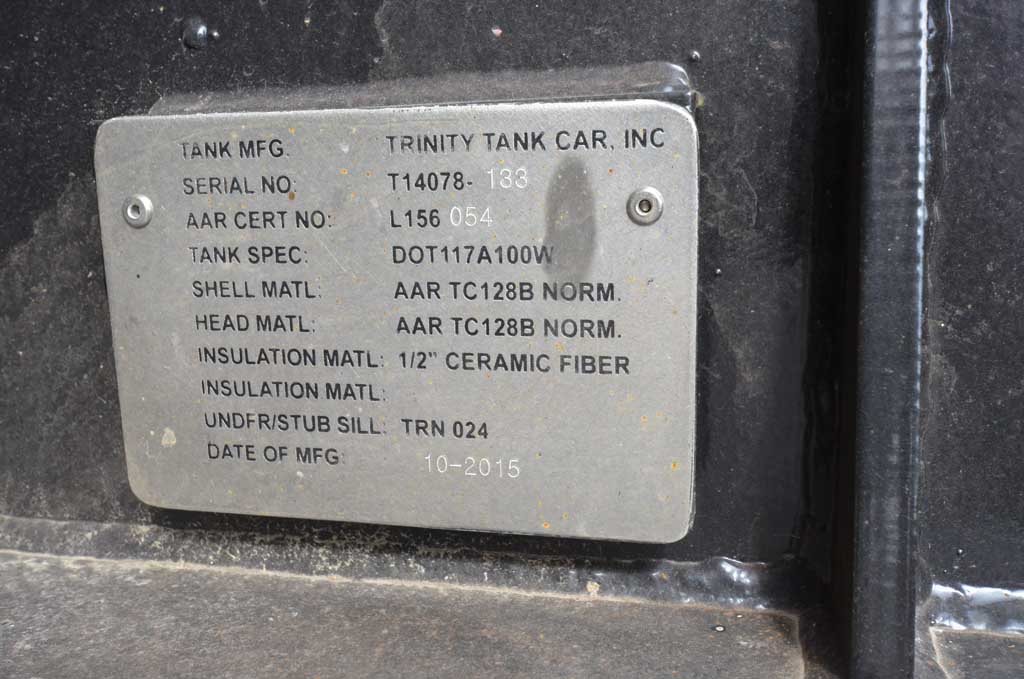 TANK MFG. TRINITY TANK CAR, INC
SERIAL NO: T14078- 133
AAR CERT NO: L156 054
TANK SPEC: DOT117A100W
SHELL MATL: AAR TC128B NORM.
HEAD MATL: AAR TC128B NORM.
INSULATION MATL: 1/2" CERAMIC FIBER
INSULATION MATL:
UNDFR/STUB SILL: TRN 024
DATE OF MFG: 10-2015